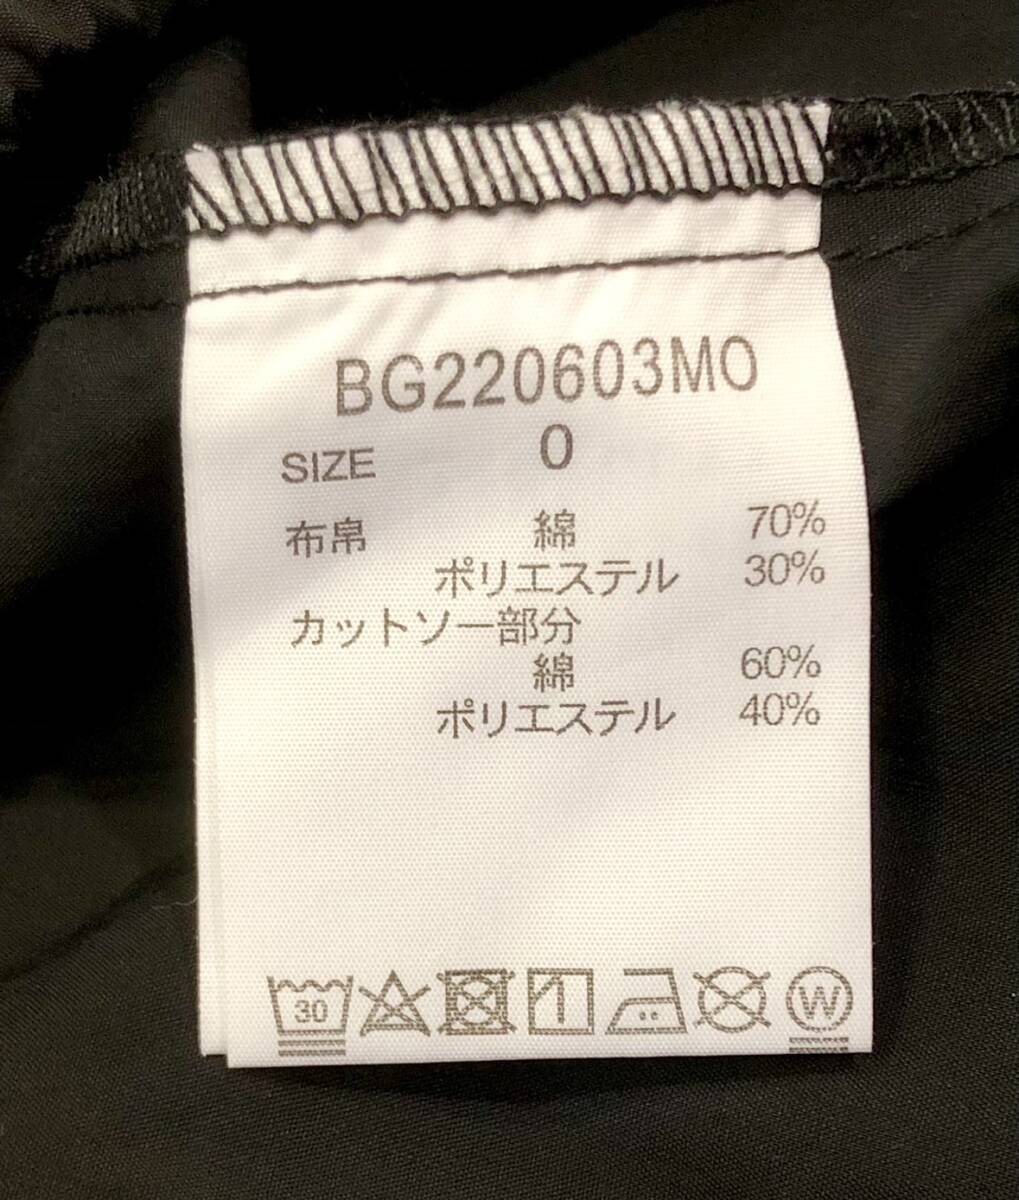 BG220603MO
SIZE 0
布帛 綿 70%
ポリエステル 30%
カットソー部分
綿 60%
ポリエステル 40%
30 W